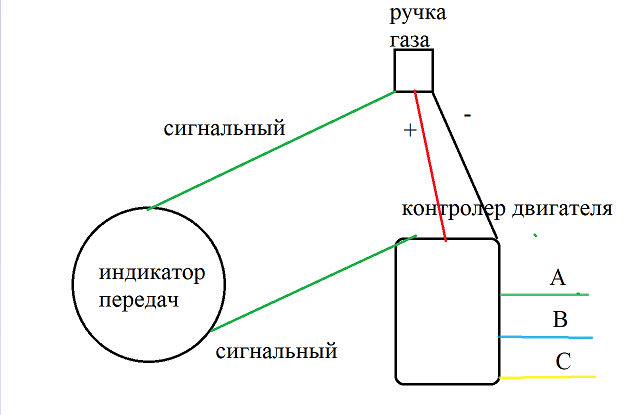 ручка
газа
сигнальный
+
-
контролер двигателя
индикатор
передач
A
B
C
сигнальный